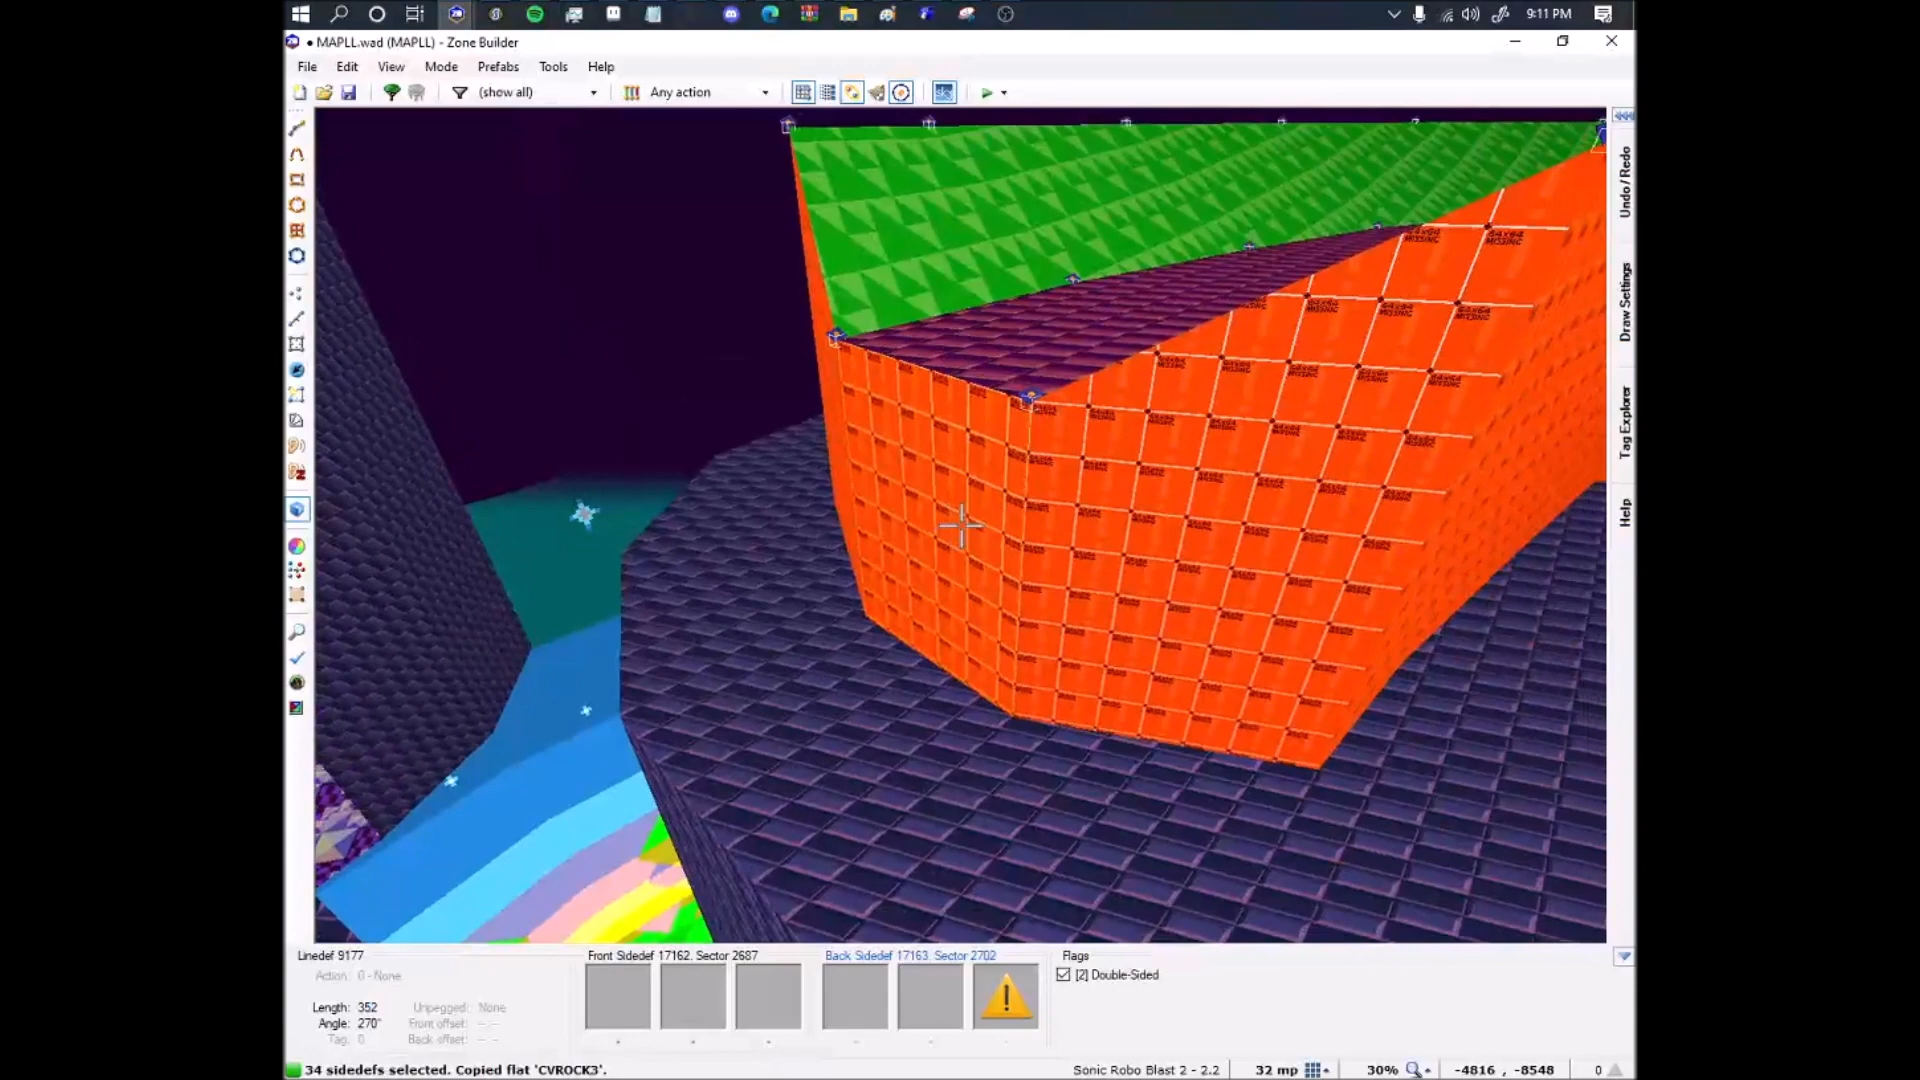 9:11 PM
• MAPLL.wad (MAPLL) - Zone Builder
File Edit View Mode Prefabs Tools Help
(show all) Any action
SKY
Undo/Redo
Draw Settings
Tag Explorer
Help
64x64
MISSING
Linedef 9177
Action: 0 - None
Length: 352
Angle: 270°
Tag: 0
Unpegged: None
Front offset: -- --
Back offset: -- --
Front Sidedef 17162. Sector 2687
Back Sidedef 17163. Sector 2702
Flags
[2] Double-Sided
34 sidedefs selected. Copied flat 'CVROCK3'.
Sonic Robo Blast 2 - 2.2
32 mp
30%
-4816 , -8548
0